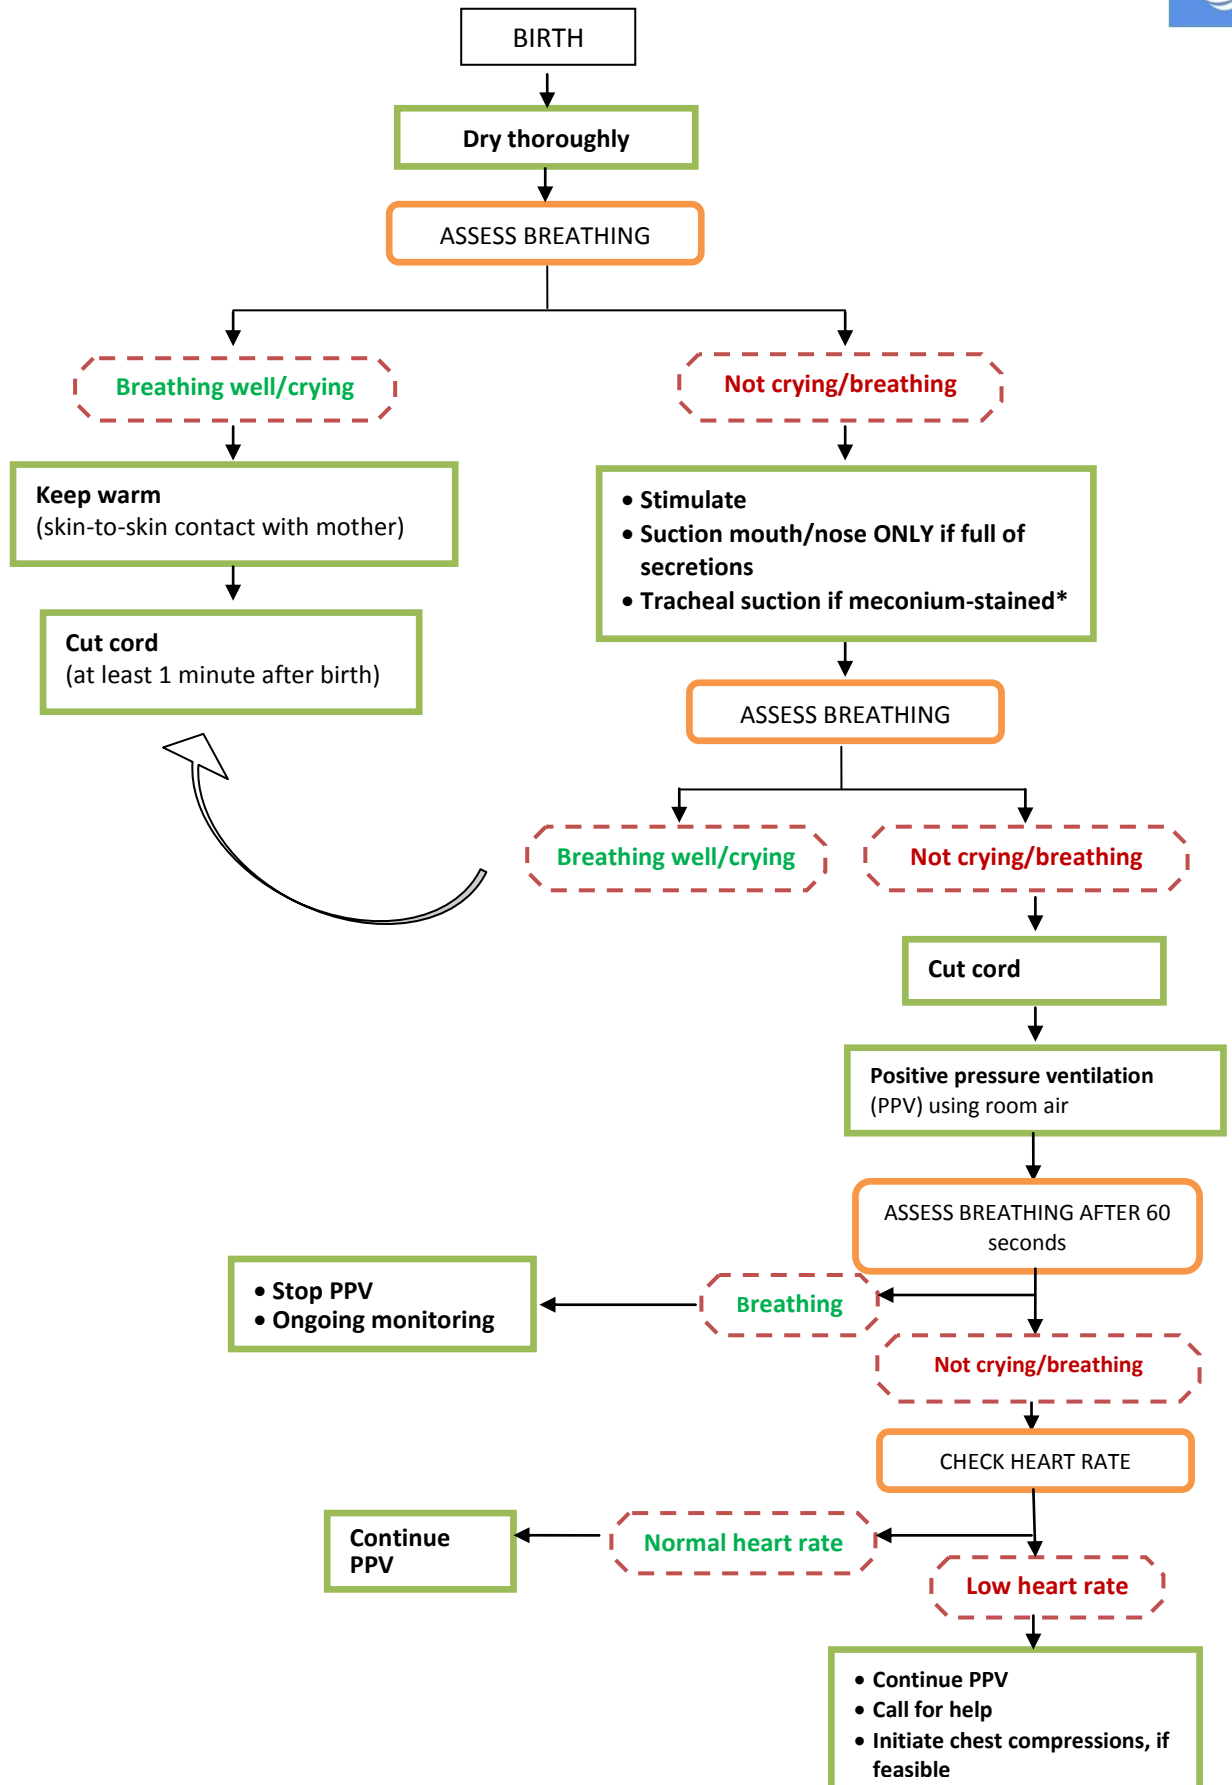 BIRTH
Dry thoroughly
ASSESS BREATHING
Breathing well/crying
Not crying/breathing
Keep warm
(skin-to-skin contact with mother)
• Stimulate
• Suction mouth/nose ONLY if full of
secretions
• Tracheal suction if meconium-stained*
Cut cord
(at least 1 minute after birth)
ASSESS BREATHING
Breathing well/crying
Not crying/breathing
Cut cord
Positive pressure ventilation
(PPV) using room air
ASSESS BREATHING AFTER 60
seconds
• Stop PPV
• Ongoing monitoring
Breathing
Not crying/breathing
CHECK HEART RATE
Continue
PPV
Normal heart rate
Low heart rate
• Continue PPV
• Call for help
• Initiate chest compressions, if
feasible